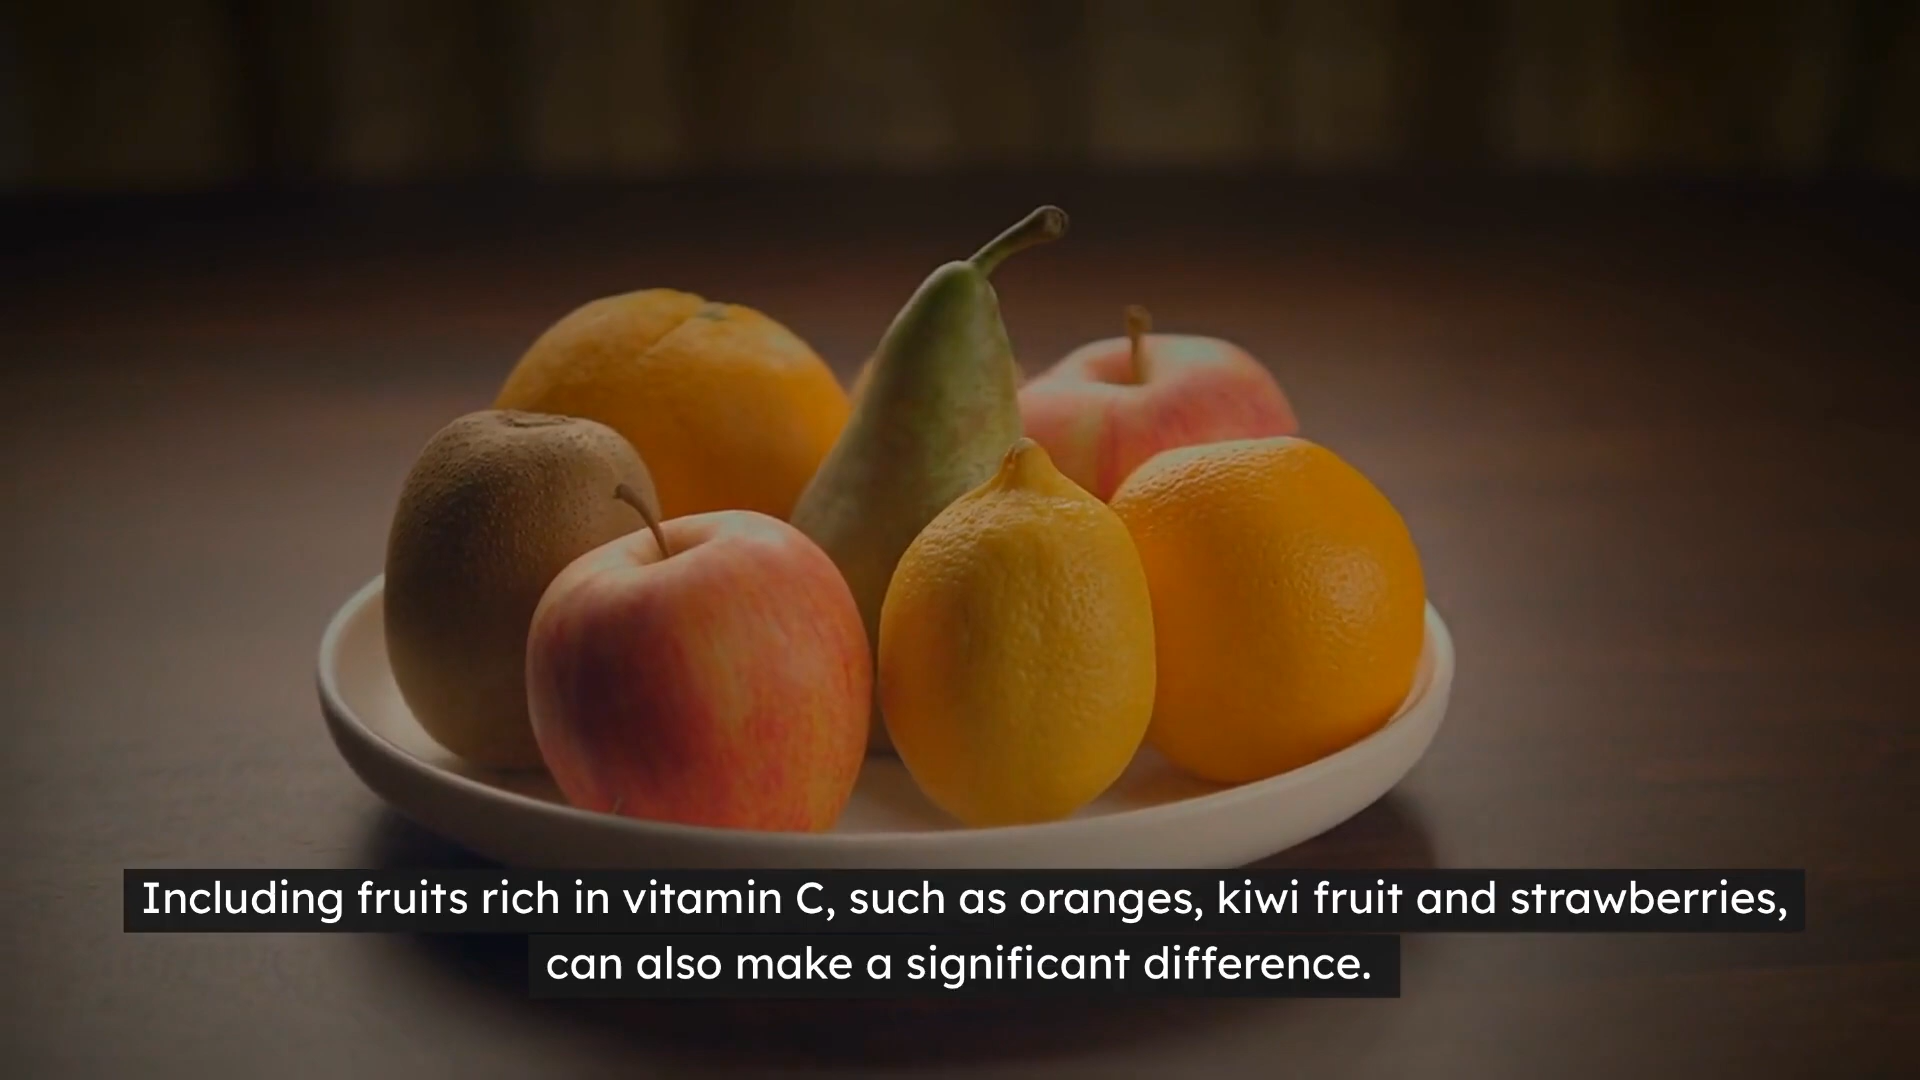 Including fruits rich in vitamin C, such as oranges, kiwi fruit and strawberries,
can also make a significant difference.